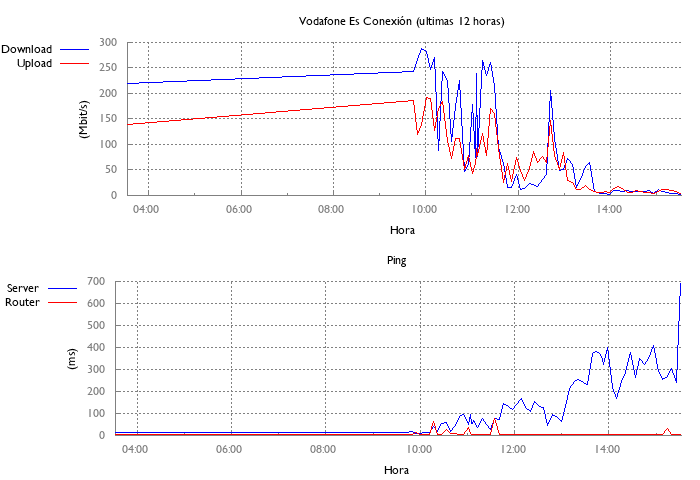 Vodafone Es Conexión (ultimas 12 horas)
Download
Upload
300
250
200
150
100
50
0
(Mbit/s)
04:00 06:00 08:00 10:00 12:00 14:00
Hora
Ping
Server
Router
700
600
500
400
300
200
100
0
(ms)
04:00 06:00 08:00 10:00 12:00 14:00
Hora